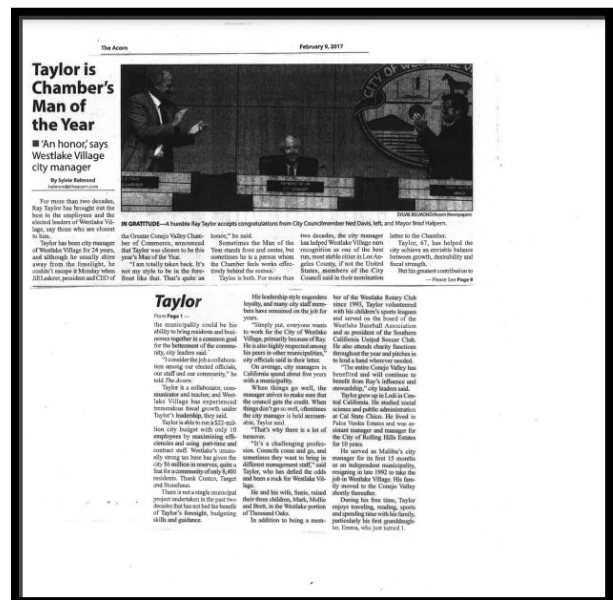 The Acorn
February 9, 2017
Taylor is
Chamber's
Man of
the Year
■ 'An honor,' says
Westlake Village
city manager
By Sylvie Belmond
belmond@theacorn.com
For more than two decades,
Ray Taylor has brought out the
best in the employees and the
elected leaders of Westlake Vil-
lage, say those who are closest
to him.
Taylor has been city manager
of Westlake Village for 24 years,
and although he usually shies
away from the limelight, he
couldn't escape it Monday when
Jill Lederer, president and CEO of
SYLVIE BELMOND/Acorn Newspapers
IN GRATITUDE—A humble Ray Taylor accepts congratulations from City Councilmember Ned Davis, left, and Mayor Brad Halpern.
the Greater Conejo Valley Cham-
ber of Commerce, announced
that Taylor was chosen to be this
year's Man of the Year.
"I am totally taken back. It's
not my style to be in the fore-
front like that. That's quite an
honor," he said.
Sometimes the Man of the
Year stands front and center, but
sometimes he is a person whom
the Chamber feels works effec-
tively behind the scenes.
Taylor is both. For more than
two decades, the city manager
has helped Westlake Village earn
recognition as one of the best
run, most stable cities in Los An-
geles County, if not the United
States, members of the City
Council said in their nomination
letter to the Chamber.
Taylor, 67, has helped the
city achieve an enviable balance
between growth, desirability and
fiscal strength.
But his greatest contribution to
— Please see Page 9
Taylor
From Page 1 —
the municipality could be his
ability to bring residents and busi-
nesses together in a common goal
for the betterment of the commu-
nity, city leaders said.
"I consider the job a collabora-
tion among our elected officials,
our staff and our community," he
told The Acorn.
Taylor is a collaborator, com-
municator and teacher, and West-
lake Village has experienced
tremendous fiscal growth under
Taylor's leadership, they said.
Taylor is able to run a $22-mil-
lion city budget with only 10
employees by maximizing effi-
ciencies and using part-time and
contract staff. Westlake's unusu-
ally strong tax base has given the
city $6 million in reserves, quite a
feat for a community of only 8,400
residents. Thank Costco, Target
and Stonehaus.
There is not a single municipal
project undertaken in the past two
decades that has not had the benefit
of Taylor's foresight, budgeting
skills and guidance.
His leadership style engenders
loyalty, and many city staff mem-
bers have remained on the job for
years.
"Simply put, everyone wants
to work for the City of Westlake
Village, primarily because of Ray.
He is also highly respected among
his peers in other municipalities,"
city officials said in their letter.
On average, city managers in
California spend about five years
with a municipality.
When things go well, the
manager strives to make sure that
the council gets the credit. When
things don't go so well, oftentimes
the city manager is held account-
able, Taylor said.
"That's why there is a lot of
turnover.
"It's a challenging profes-
sion. Councils come and go, and
sometimes they want to bring in
different management staff," said
Taylor, who has defied the odds
and been a rock for Westlake Vil-
lage.
He and his wife, Susie, raised
their three children, Mark, Mollie
and Brett, in the Westlake portion
of Thousand Oaks.
In addition to being a mem-
ber of the Westlake Rotary Club
since 1993, Taylor volunteered
with his children's sports leagues
and served on the board of the
Westlake Baseball Association
and as president of the Southern
California United Soccer Club.
He also attends charity functions
throughout the year and pitches in
to lend a hand wherever needed.
"The entire Conejo Valley has
benefited and will continue to
benefit from Ray's influence and
stewardship," city leaders said.
Taylor grew up in Lodi in Cen-
tral California. He studied social
science and public administration
at Cal State Chico. He lived in
Palos Verdes Estates and was as-
sistant manager and manager for
the City of Rolling Hills Estates
for 10 years.
He served as Malibu's city
manager for its first 15 months
as an independent municipality,
resigning in late 1992 to take the
job in Westlake Village. His fam-
ily moved to the Conejo Valley
shortly thereafter.
During his free time, Taylor
enjoys traveling, reading, sports
and spending time with his family,
particularly his first granddaugh-
ter, Emma, who just turned 1.